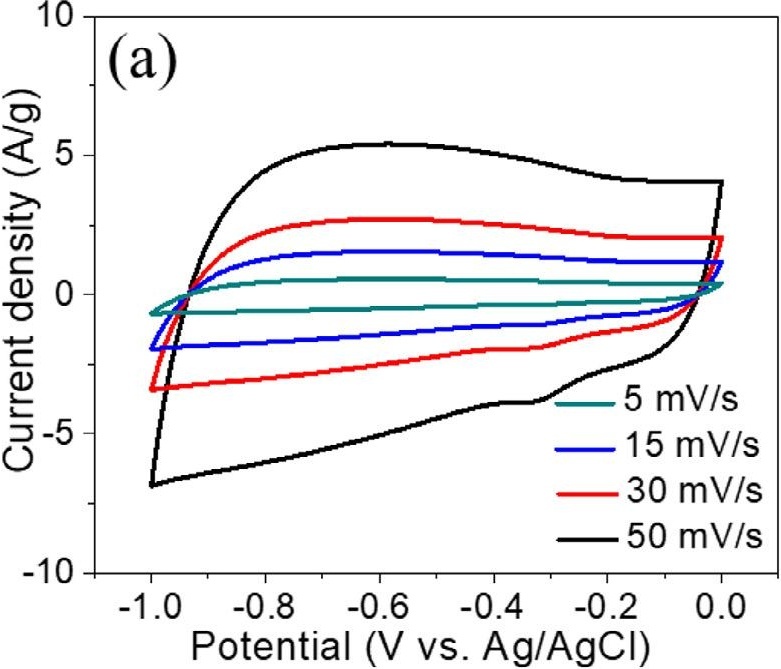 (a)
Current density (A/g)
10
5
0
-5
-10
5 mV/s
15 mV/s
30 mV/s
50 mV/s
-1.0 -0.8 -0.6 -0.4 -0.2 0.0
Potential (V vs. Ag/AgCl)